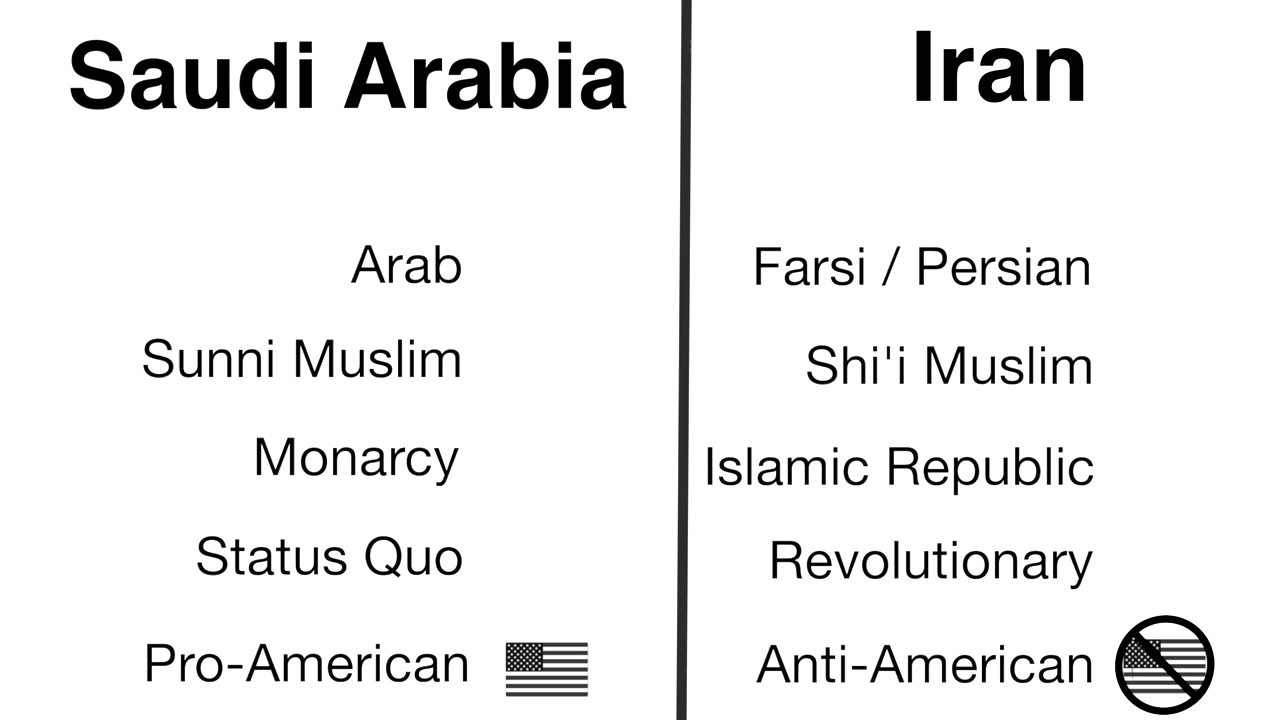 Saudi Arabia
Arab
Sunni Muslim
Monarcy
Status Quo
Pro-American
Iran
Farsi / Persian
Shi'i Muslim
Islamic Republic
Revolutionary
Anti-American